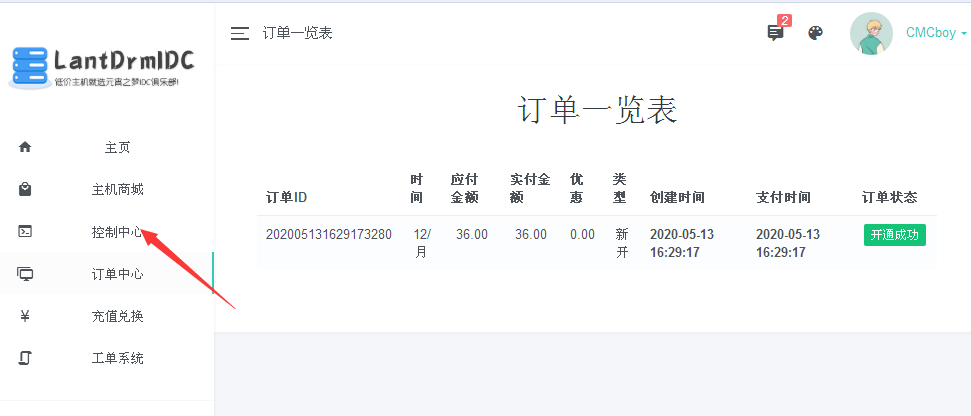 LantDrmIDC
低价主机就选元宵之梦IDC俱乐部!
主页
主机商城
控制中心
订单中心
¥ 充值兑换
工单系统
订单一览表
2
CMCboy
订单一览表
订单ID 时间 应付金额 实付金额 优惠 类型 创建时间 支付时间 订单状态
202005131629173280 12/月 36.00 36.00 0.00 新开 2020-05-13 16:29:17 2020-05-13 16:29:17 开通成功